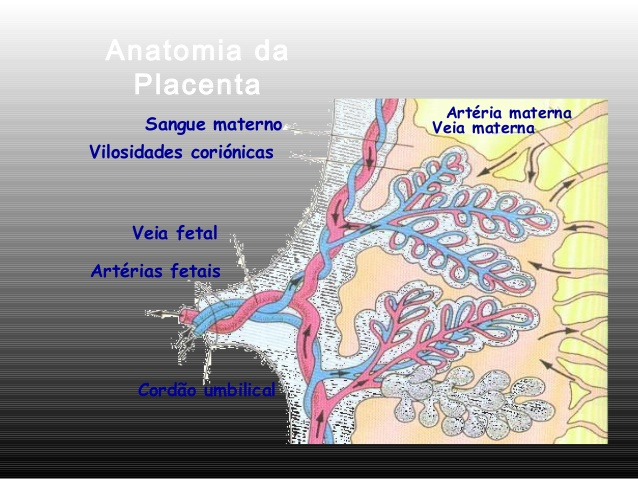 Anatomia da
Placenta
Sangue materno
Vilosidades coriónicas
Artéria materna
Veia materna
Veia fetal
Artérias fetais
Cordão umbilical